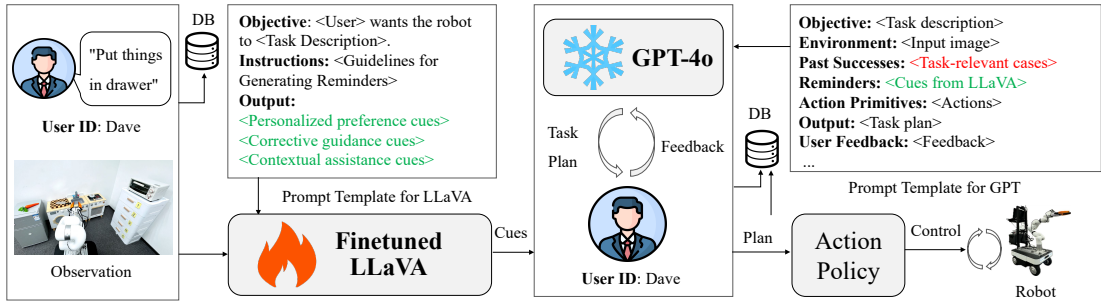 "Put things
in drawer"
User ID: Dave
Observation
DB
Objective: <User> wants the robot
to <Task Description>.
Instructions: <Guidelines for
Generating Reminders>
Output:
<Personalized preference cues>
<Corrective guidance cues>
<Contextual assistance cues>
Prompt Template for LLaVA
Finetuned
LLaVA
Cues
GPT-4o
Task
Plan
Feedback
User ID: Dave
DB
Plan
Objective: <Task description>
Environment: <Input image>
Past Successes: <Task-relevant cases>
Reminders: <Cues from LLaVA>
Action Primitives: <Actions>
Output: <Task plan>
User Feedback: <Feedback>
...
Prompt Template for GPT
Action
Policy
Control
Robot